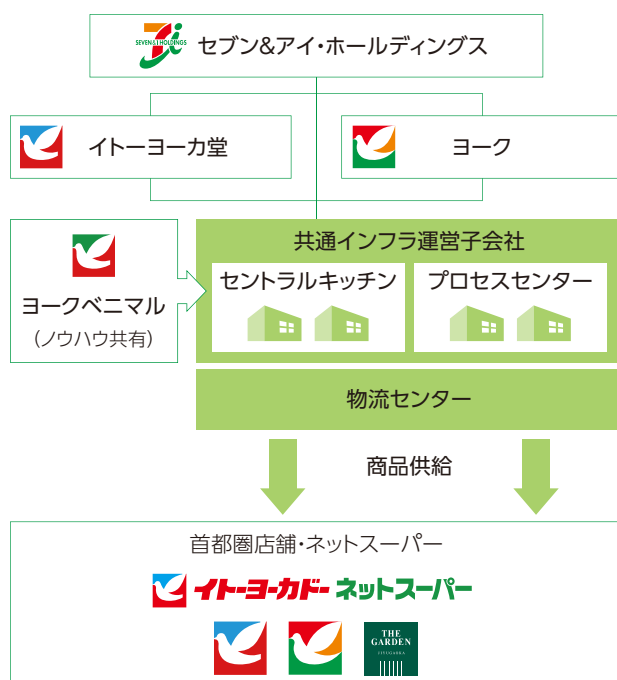 SEVEN&I HOLDINGS
セブン&アイ・ホールディングス
イトーヨーカ堂
ヨーク
ヨークベニマル
(ノウハウ共有)
共通インフラ運営子会社
セントラルキッチン
プロセスセンター
物流センター
商品供給
首都圏店舗・ネットスーパー
イトーヨーカドー ネットスーパー
THE
GARDEN